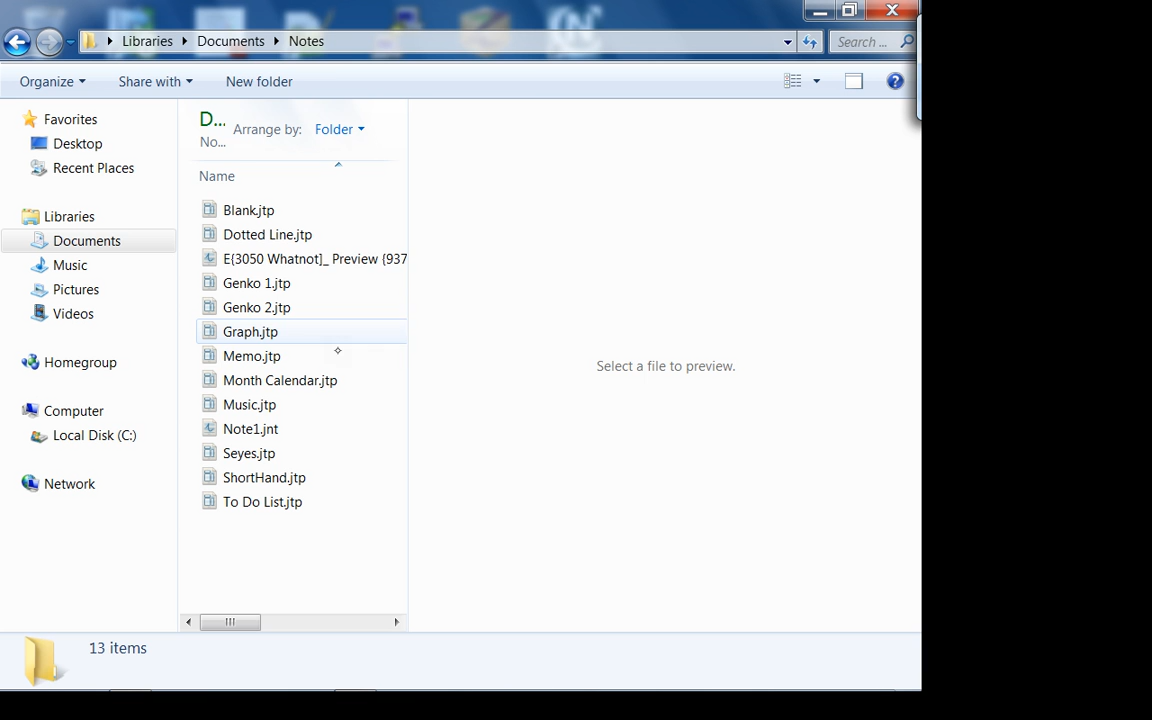 Libraries Documents Notes Search ...
Organize Share with New folder
Favorites
Desktop
Recent Places
Libraries
Documents
Music
Pictures
Videos
Homegroup
Computer
Local Disk (C:)
Network
D...
No...
Arrange by: Folder
Name
Blank.jtp
Dotted Line.jtp
E{3050 Whatnot]_ Preview {937
Genko 1.jtp
Genko 2.jtp
Graph.jtp
Memo.jtp
Month Calendar.jtp
Music.jtp
Note1.jnt
Seyes.jtp
ShortHand.jtp
To Do List.jtp
Select a file to preview.
13 items